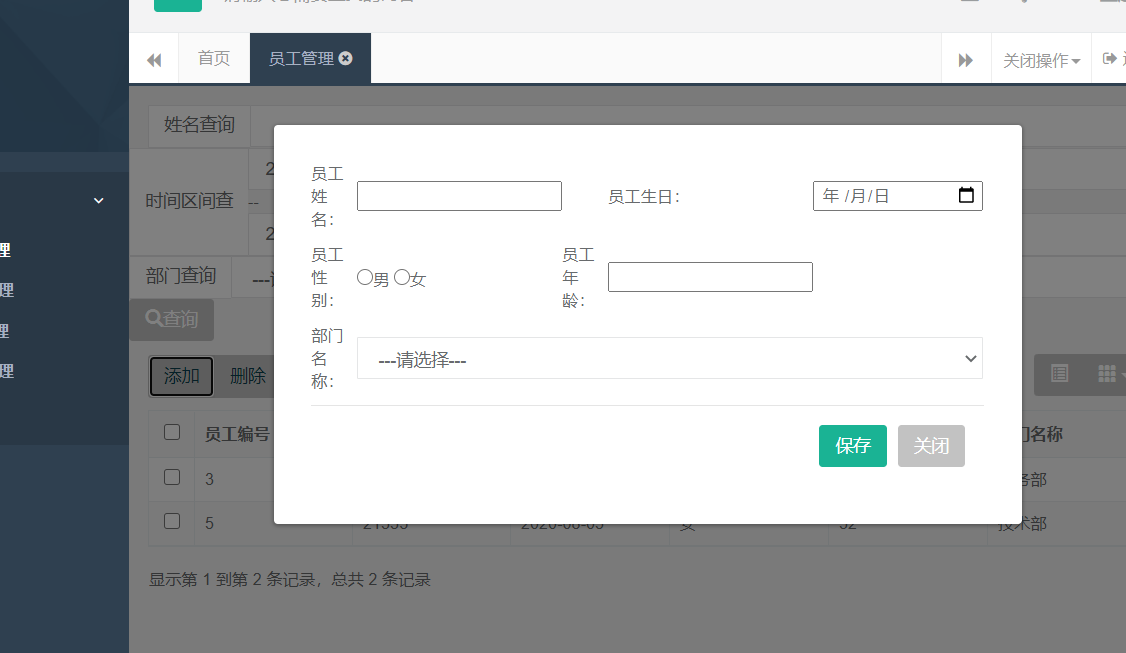 首页
员工管理
关闭操作
姓名查询
时间区间查
--
部门查询
查询
添加
删除
员工编号
门名称
3
5
技术部
显示第 1 到第 2 条记录，总共 2 条记录
员工姓名：
员工生日：
年 /月/日
员工性别：
男
女
员工年龄：
部门名称：
---请选择---
保存
关闭
理
理
理
理